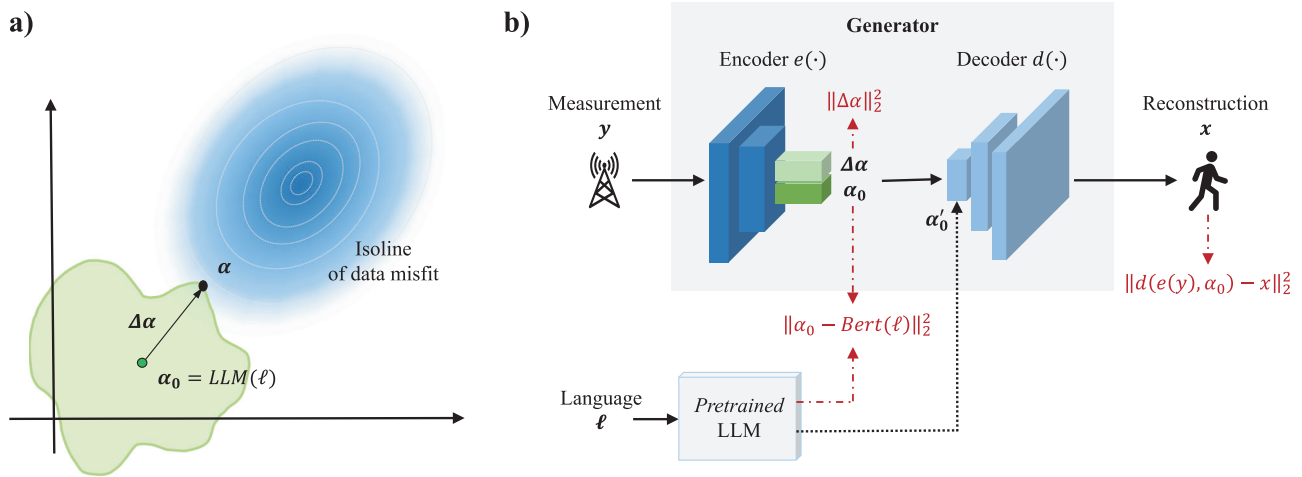 a)
Isoline
of data misfit
α
Δα
α₀ = LLM(ℓ)
b)
Generator
Encoder e(·)
Decoder d(·)
Measurement
y
‖Δα‖₂²
Δα
α₀
α₀′
Reconstruction
x
‖d(e(y), α₀) − x‖₂²
‖α₀ − Bert(ℓ)‖₂²
Language
ℓ
Pretrained
LLM